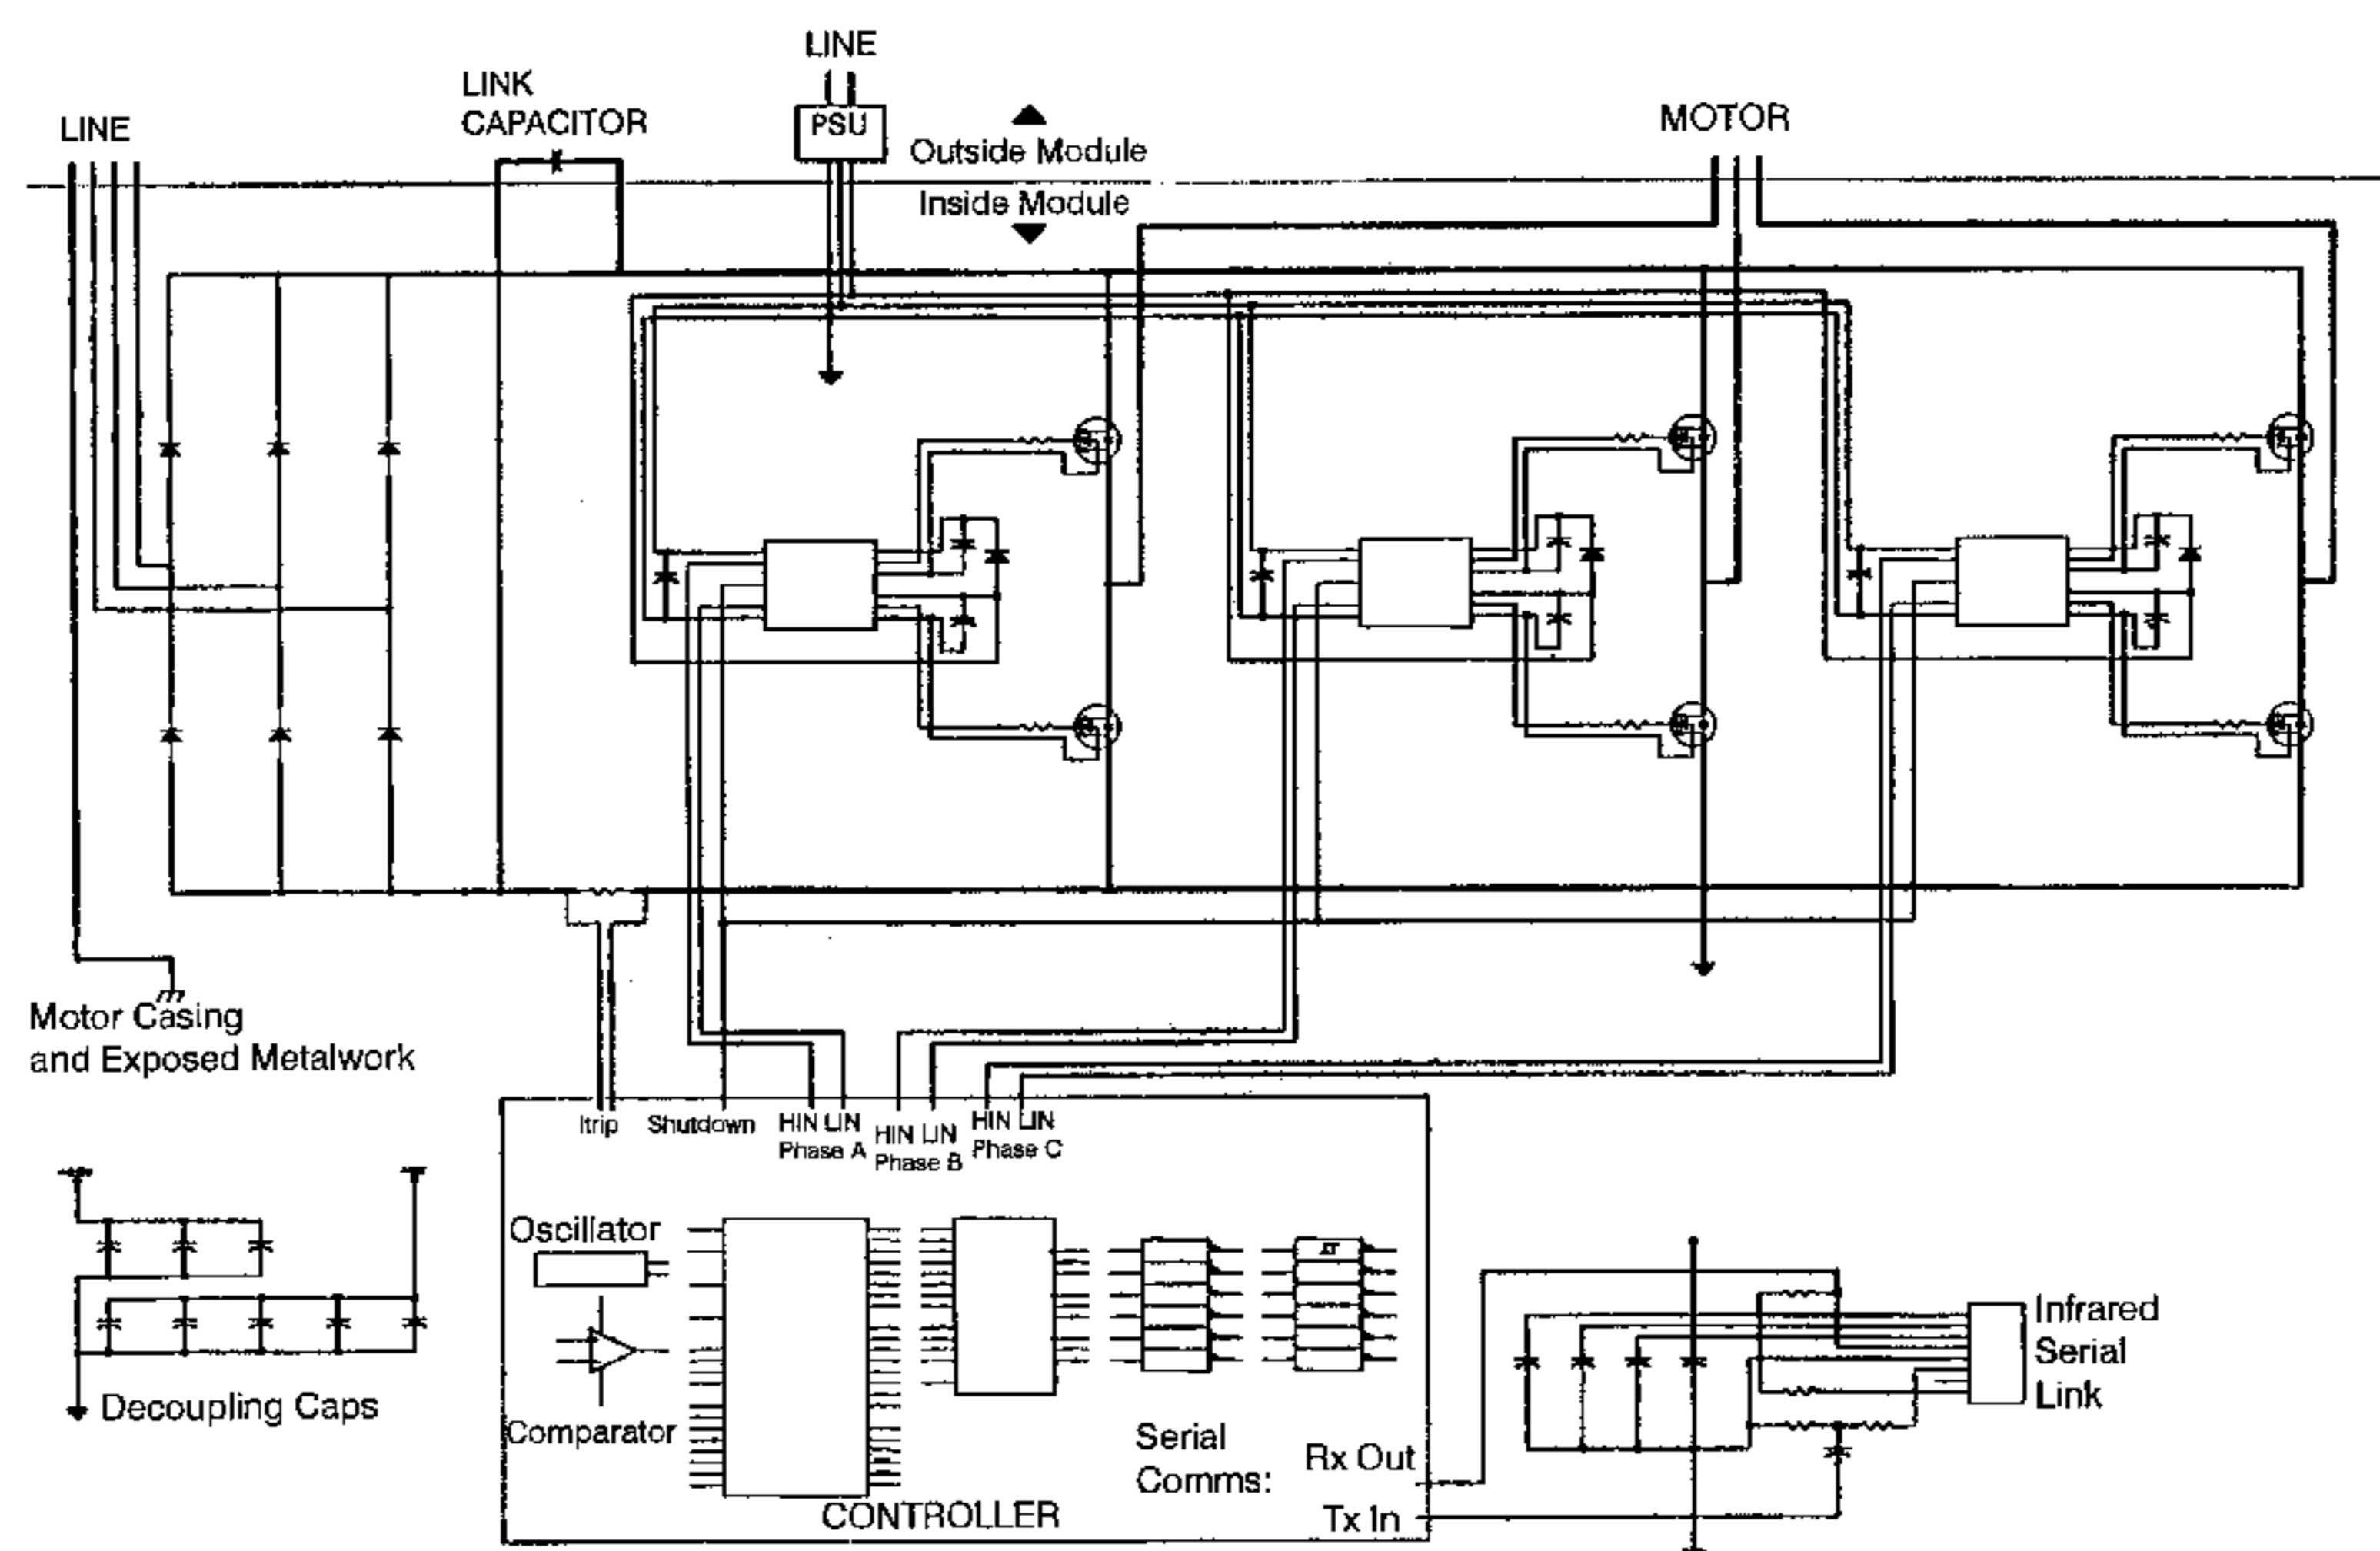 LINE
LINK
CAPACITOR
LINE
PSU
Outside Module
Inside Module
MOTOR
Motor Casing
and Exposed Metalwork
Itrip
Shutdown
HIN LIN
Phase A
HIN LIN
Phase B
HIN LIN
Phase C
Oscillator
Comparator
CONTROLLER
Serial
Comms:
Rx Out
Tx In
Decoupling Caps
Infrared
Serial
Link